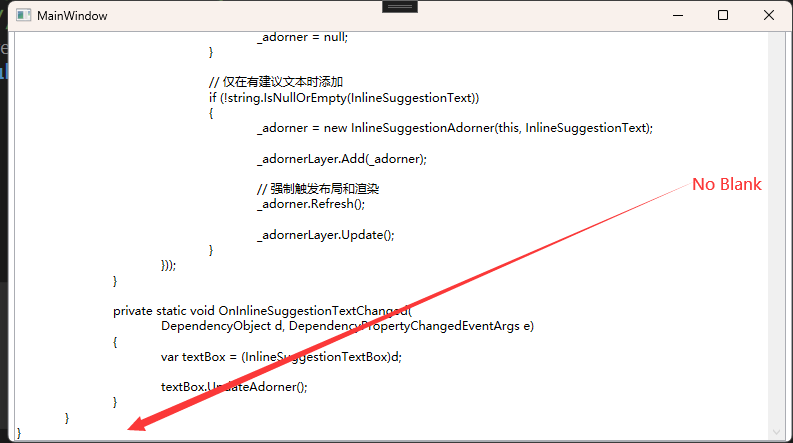 MainWindow
_adorner = null;
}
// 仅在有建议文本时添加
if (!string.IsNullOrEmpty(InlineSuggestionText))
{
_adorner = new InlineSuggestionAdorner(this, InlineSuggestionText);
_adornerLayer.Add(_adorner);
// 强制触发布局和渲染
No Blank
_adorner.Refresh();
_adornerLayer.Update();
}
}));
}
private static void OnInlineSuggestionTextChanged(
DependencyObject d, DependencyPropertyChangedEventArgs e)
{
var textBox = (InlineSuggestionTextBox)d;
textBox.UpdateAdorner();
}
}
}